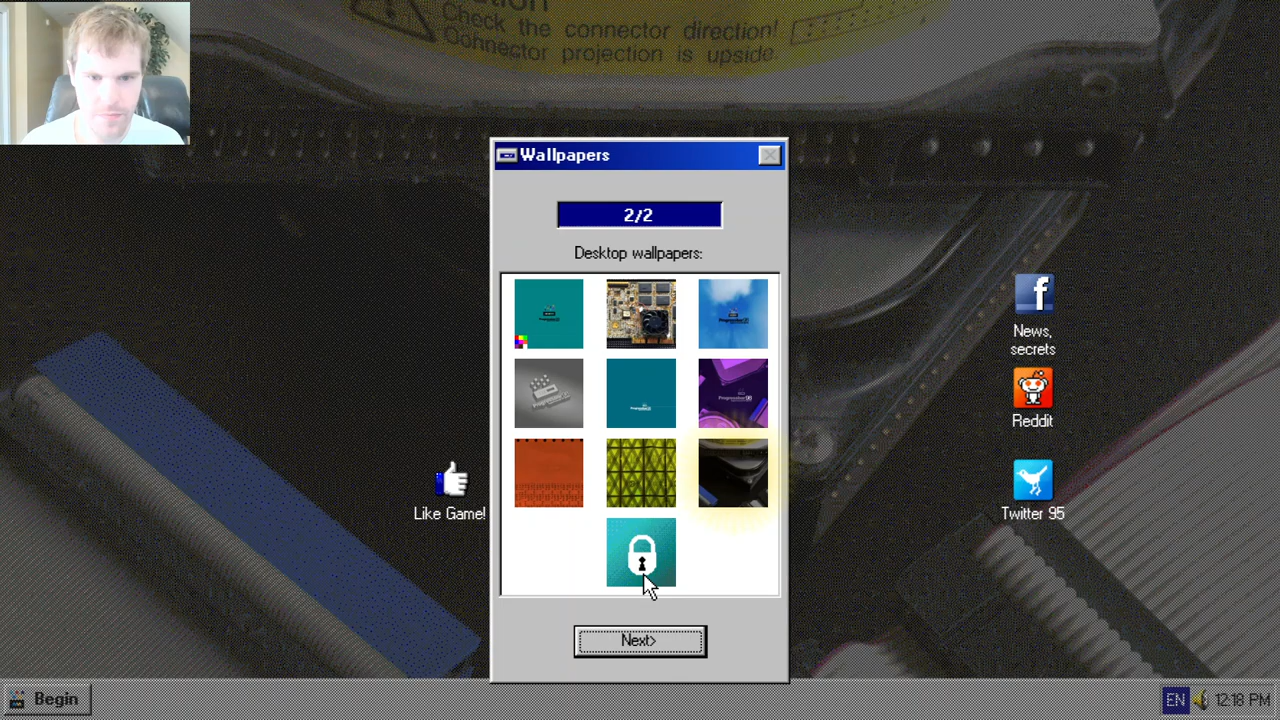 Check the connector direction!
Connector projection is upside
Wallpapers
2/2
Desktop wallpapers:
News,
secrets
Reddit
Like Game!
Twitter 95
Next>
Begin
EN
12:18 PM